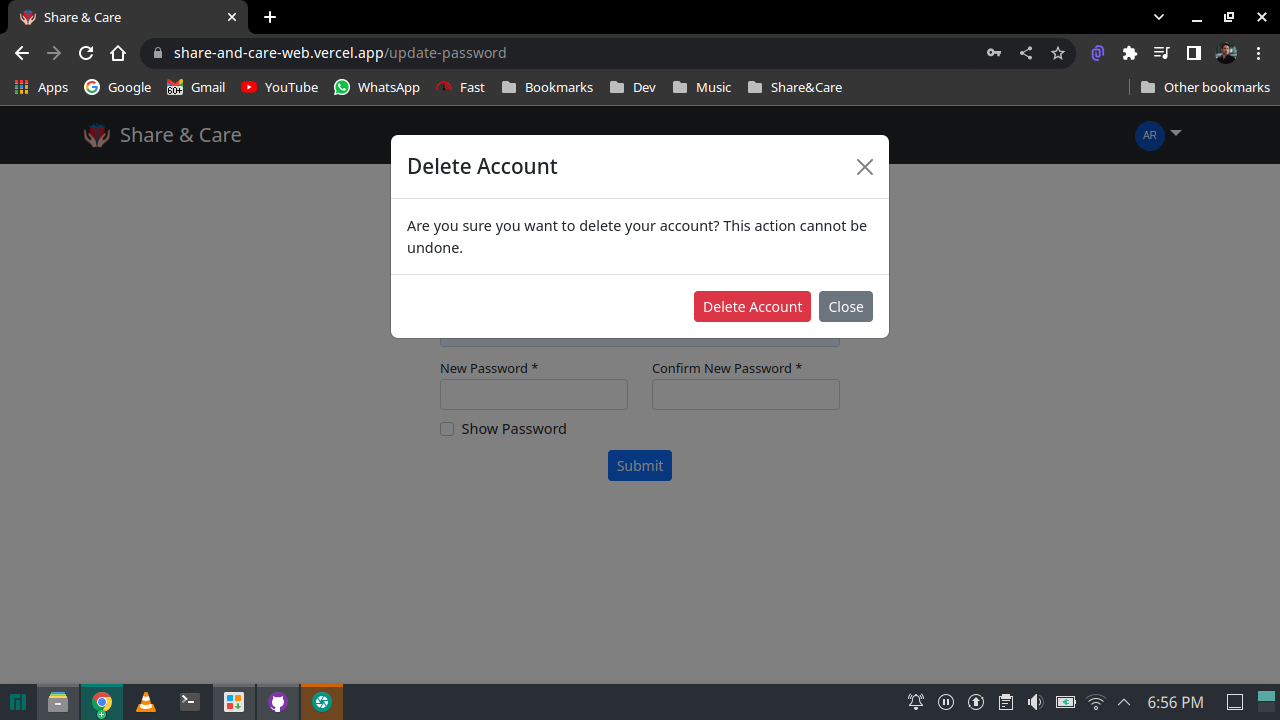 Share & Care
share-and-care-web.vercel.app/update-password
Apps
Google
60+
Gmail
YouTube
WhatsApp
Fast
Bookmarks
Dev
Music
Share&Care
Other bookmarks
Share & Care
AR
Delete Account
Are you sure you want to delete your account? This action cannot be
undone.
Delete Account
Close
New Password *
Confirm New Password *
Show Password
Submit
6:56 PM